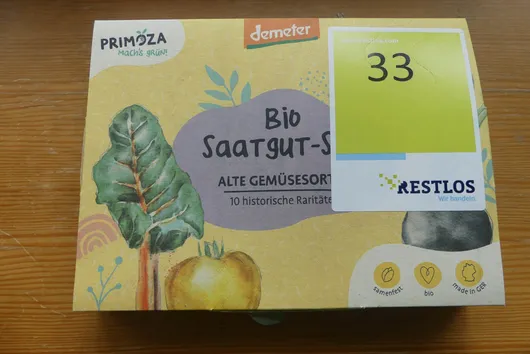 PRIMOZA
Mach's grün!
demeter
33
Bio
Saatgut-S
ALTE GEMÜSESORT
10 historische Raritäte
RESTLOS
Wir handeln
samenfest
bio
made in GER